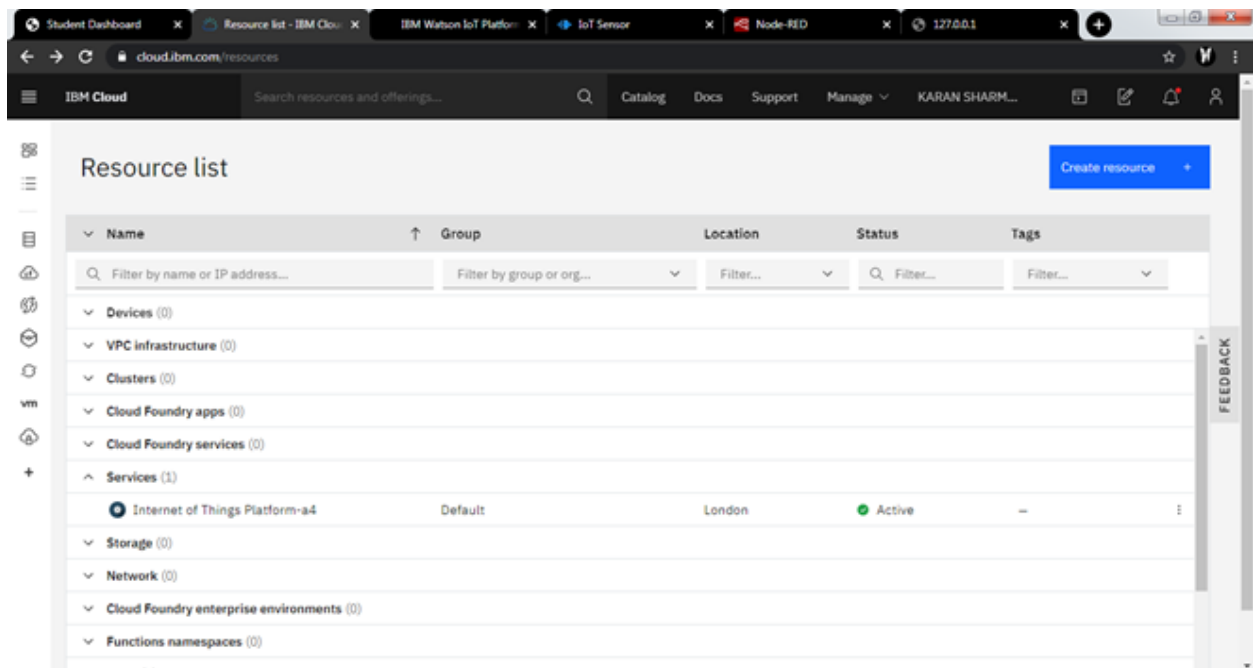 Student Dashboard
Resource list - IBM Clou
IBM Watson IoT Platform
IoT Sensor
Node-RED
127.0.0.1
cloud.ibm.com/resources
IBM Cloud
Search resources and offerings...
Catalog
Docs
Support
Manage
KARAN SHARM...
Resource list
Create resource +
Name
Group
Location
Status
Tags
Filter by name or IP address...
Filter by group or org...
Filter...
Filter...
Filter...
Devices (0)
VPC infrastructure (0)
Clusters (0)
Cloud Foundry apps (0)
vm
Cloud Foundry services (0)
Services (1)
Internet of Things Platform-a4
Default
London
Active
–
Storage (0)
Network (0)
Cloud Foundry enterprise environments (0)
Functions namespaces (0)
FEEDBACK